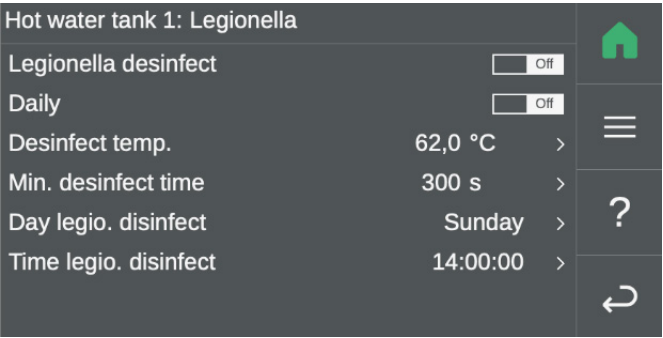 Hot water tank 1: Legionella
Legionella desinfect Off
Daily Off
Desinfect temp. 62,0 °C >
Min. desinfect time 300 s >
Day legio. disinfect Sunday >
Time legio. disinfect 14:00:00 >
?